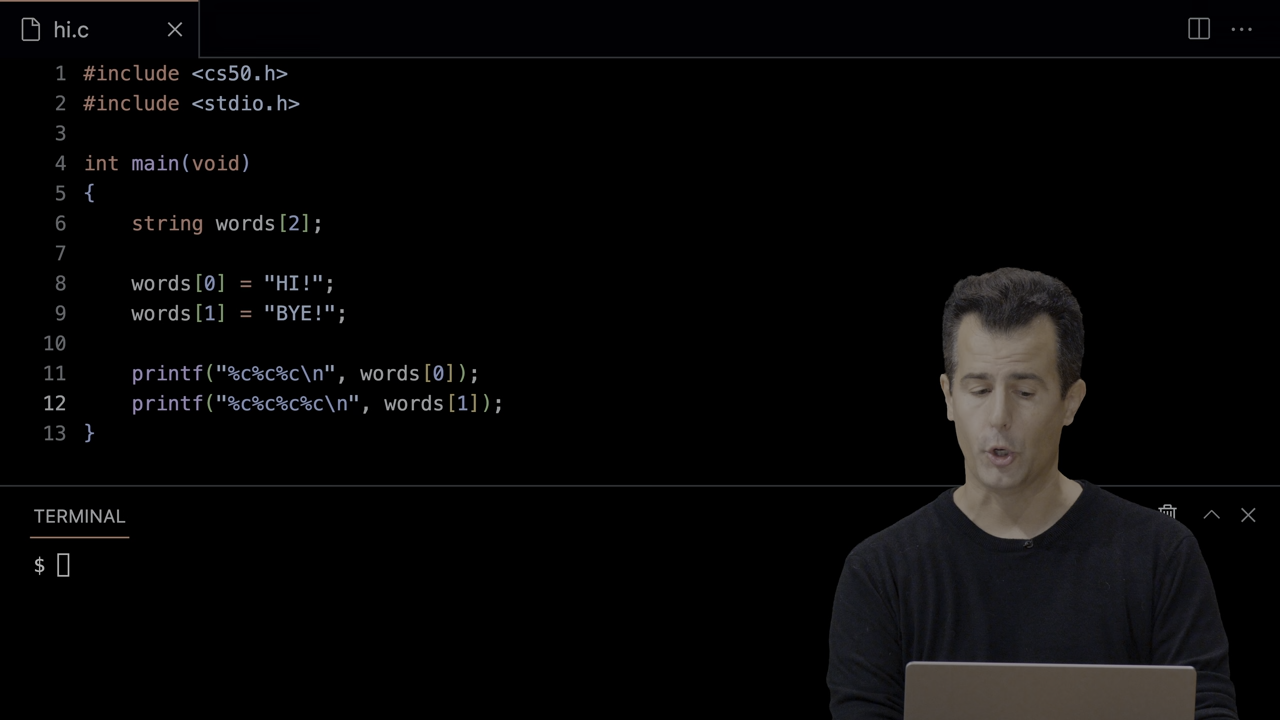 hi.c
1 #include <cs50.h>
2 #include <stdio.h>
3
4 int main(void)
5 {
6     string words[2];
7
8     words[0] = "HI!";
9     words[1] = "BYE!";
10
11     printf("%c%c%c\n", words[0]);
12     printf("%c%c%c%c\n", words[1]);
13 }
TERMINAL
$